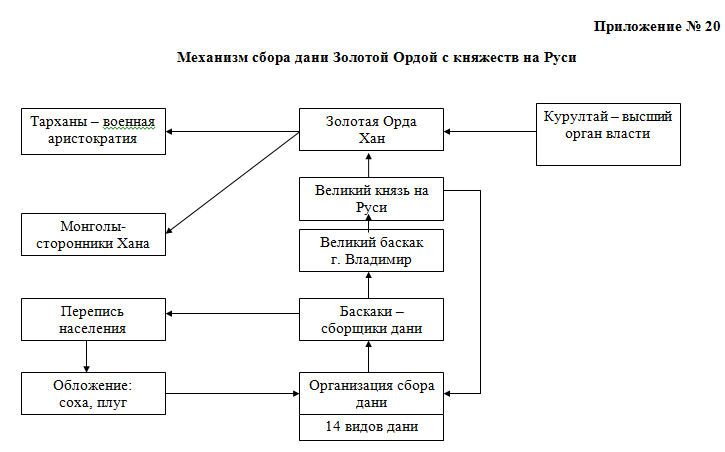 Приложение № 20
Механизм сбора дани Золотой Ордой с княжеств на Руси
Тарханы – военная
аристократия
Золотая Орда
Хан
Курултай – высший
орган власти
Великий князь на
Руси
Монголы-
сторонники Хана
Великий баскак
г. Владимир
Перепись
населения
Баскаки –
сборщики дани
Обложение:
соха, плуг
Организация сбора
дани
14 видов дани